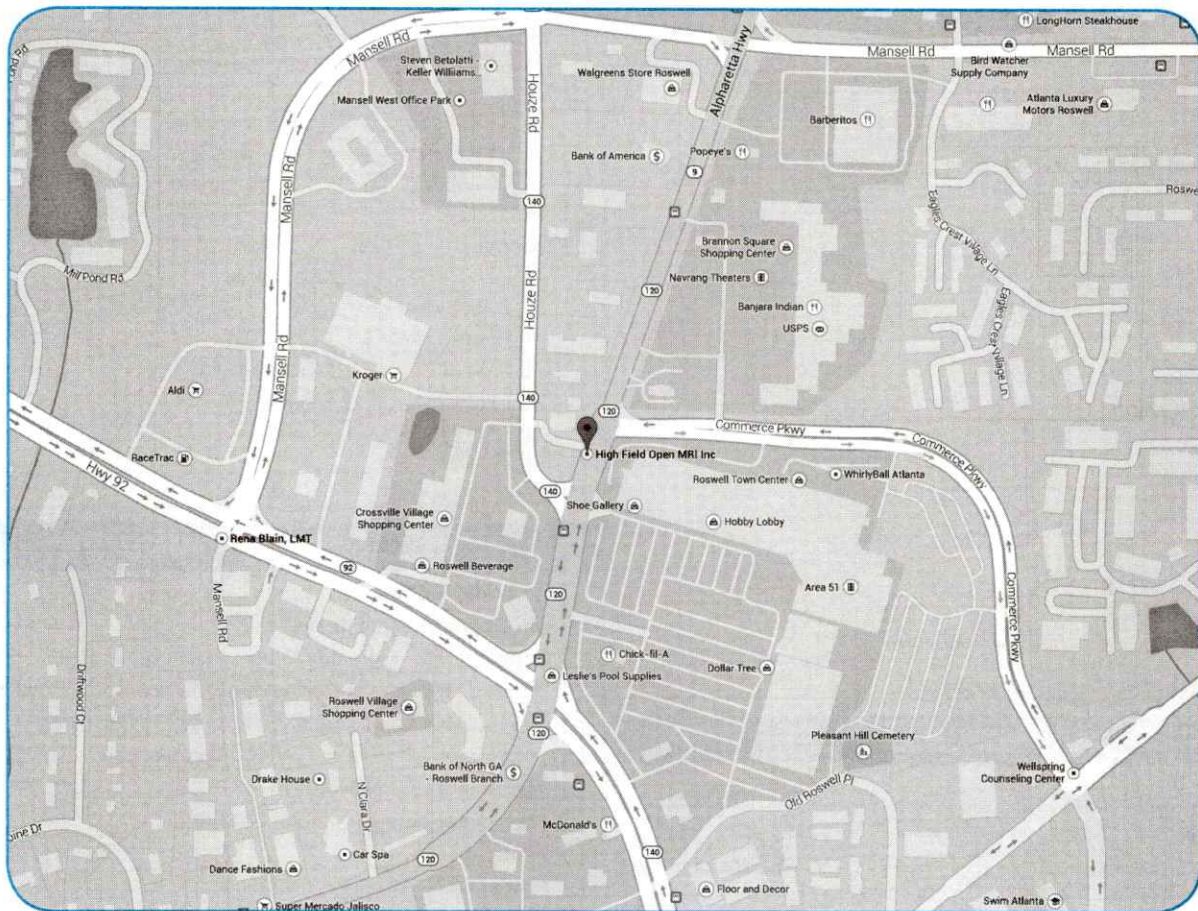 LongHorn Steakhouse
Mansell Rd
Mansell Rd
Mansell Rd
Alpharetta Hwy
Steven Betolatti -
Keller Williams...
Bird Watcher
Supply Company
Walgreens Store Roswell
Houze Rd
Mansell West Office Park
Atlanta Luxury
Motors Roswell
Barberitos
Bank of America
$
Popeye's
9
Mansell Rd
140
Eagles Crest Village Ln
Brannon Square
Shopping Center
Mill Pond Rd
Navrang Theaters
120
Houze Rd
Banjara Indian
USPS
Eagles Crest Village Ln
Mansell Rd
Kroger
Aldi
140
120
Commerce Pkwy
Commerce Pkwy
High Field Open MRI Inc
RaceTrac
Hwy 92
WhirlyBall Atlanta
Roswell Town Center
140
Shoe Gallery
Crossville Village
Shopping Center
Hobby Lobby
Rena Blain, LMT
92
Roswell Beverage
Area 51
120
Mansell Rd
Commerce Pkwy
Chick-fil-A
Dollar Tree
Leslie's Pool Supplies
Driftwood Ct
Roswell Village
Shopping Center
120
Pleasant Hill Cemetery
Bank of North GA
- Roswell Branch
$
Wellspring
Counseling Center
Drake House
N Clara Dr
Old Roswell Pl
McDonald's
Car Spa
120
140
Dance Fashions
Floor and Decor
Super Mercado Jalisco
Swim Atlanta